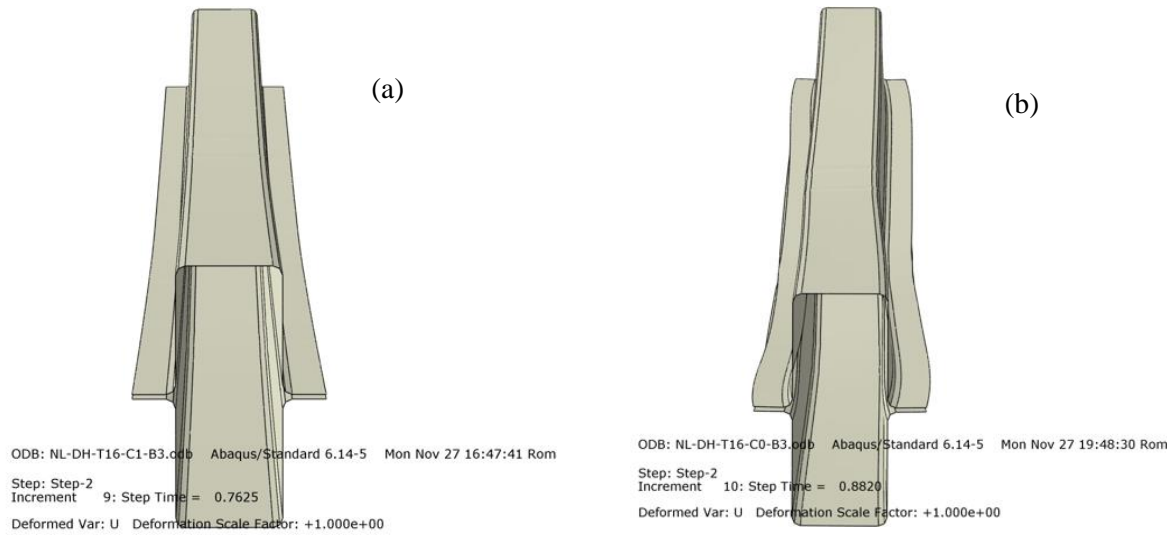 (a)
ODB: NL-DH-T16-C1-B3.odb Abaqus/Standard 6.14-5 Mon Nov 27 16:47:41 Rom
Step: Step-2
Increment 9: Step Time = 0.7625
Deformed Var: U Deformation Scale Factor: +1.000e+00
(b)
ODB: NL-DH-T16-C0-B3.odb Abaqus/Standard 6.14-5 Mon Nov 27 19:48:30 Rom
Step: Step-2
Increment 10: Step Time = 0.8820
Deformed Var: U Deformation Scale Factor: +1.000e+00